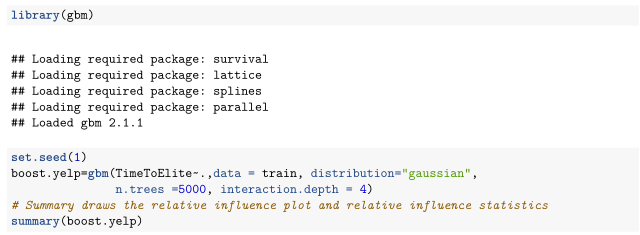 library(gbm)
## Loading required package: survival
## Loading required package: lattice
## Loading required package: splines
## Loading required package: parallel
## Loaded gbm 2.1.1
set.seed(1)
boost.yelp=gbm(TimeToElite~.,data = train, distribution="gaussian",
n.trees =5000, interaction.depth = 4)
# Summary draws the relative influence plot and relative influence statistics
summary(boost.yelp)